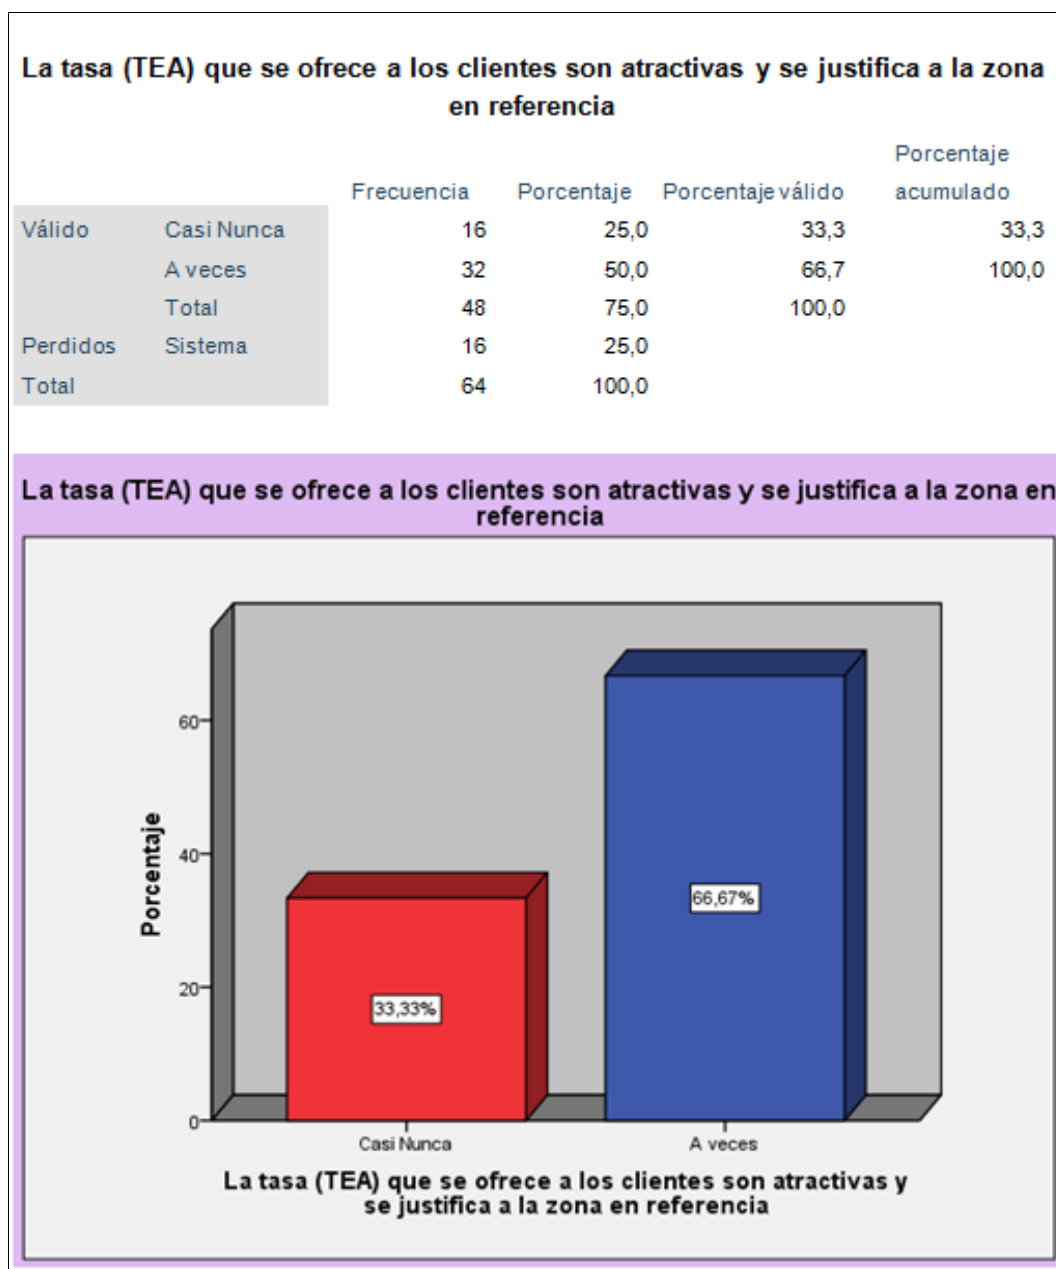 La tasa (TEA) que se ofrece a los clientes son atractivas y se justifica a la zona
en referencia
Porcentaje
Frecuencia Porcentaje Porcentaje válido acumulado
Válido Casi Nunca 16 25,0 33,3 33,3
A veces 32 50,0 66,7 100,0
Total 48 75,0 100,0
Perdidos Sistema 16 25,0
Total 64 100,0
La tasa (TEA) que se ofrece a los clientes son atractivas y se justifica a la zona en
referencia
60
40
20
0
Porcentaje
66,67%
33,33%
Casi Nunca A veces
La tasa (TEA) que se ofrece a los clientes son atractivas y
se justifica a la zona en referencia